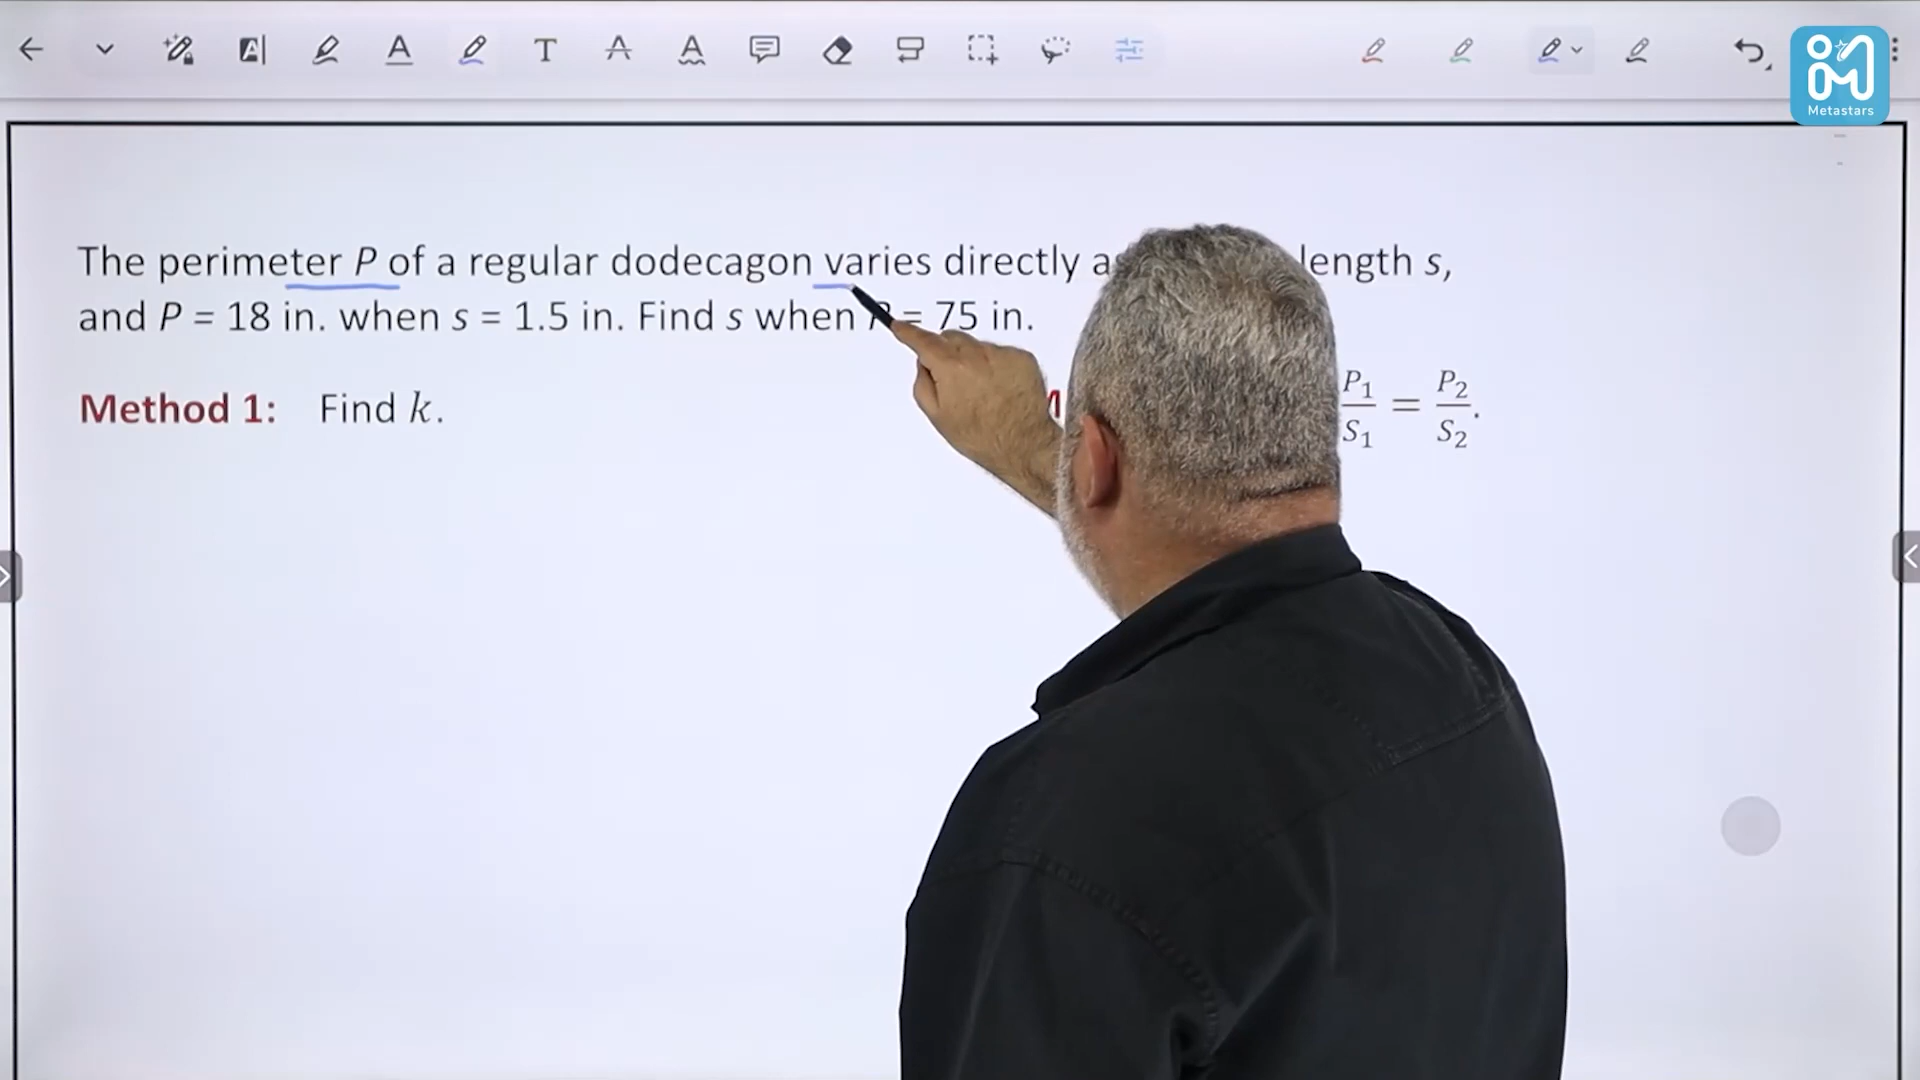 Metastars
The perimeter P of a regular dodecagon varies directly length s,
and P = 18 in. when s = 1.5 in. Find s when P = 75 in.
Method 1: Find k.
P₁/S₁ = P₂/S₂.